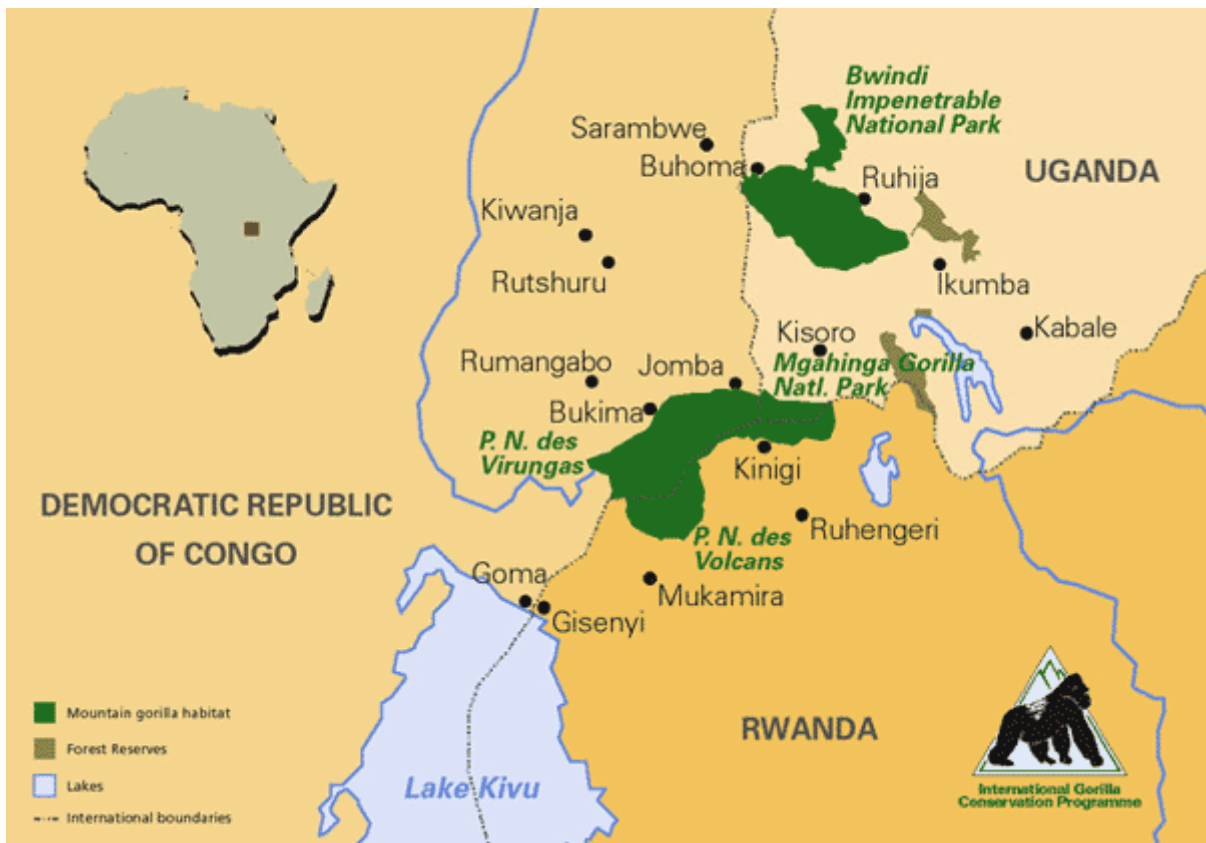 Bwindi
Impenetrable
National Park
Sarambwe
Buhoma
Ruhija
UGANDA
Kiwanja
Rutshuru
Ikumba
Kabale
Kisoro
Rumangabo
Jomba
Mgahinga Gorilla
Natl. Park
Bukima
P. N. des
Virungas
Kinigi
DEMOCRATIC REPUBLIC
OF CONGO
Ruhengeri
P. N. des
Volcans
Goma
Mukamira
Gisenyi
Mountain gorilla habitat
Forest Reserves
Lakes
International boundaries
Lake Kivu
RWANDA
International Gorilla
Conservation Programme